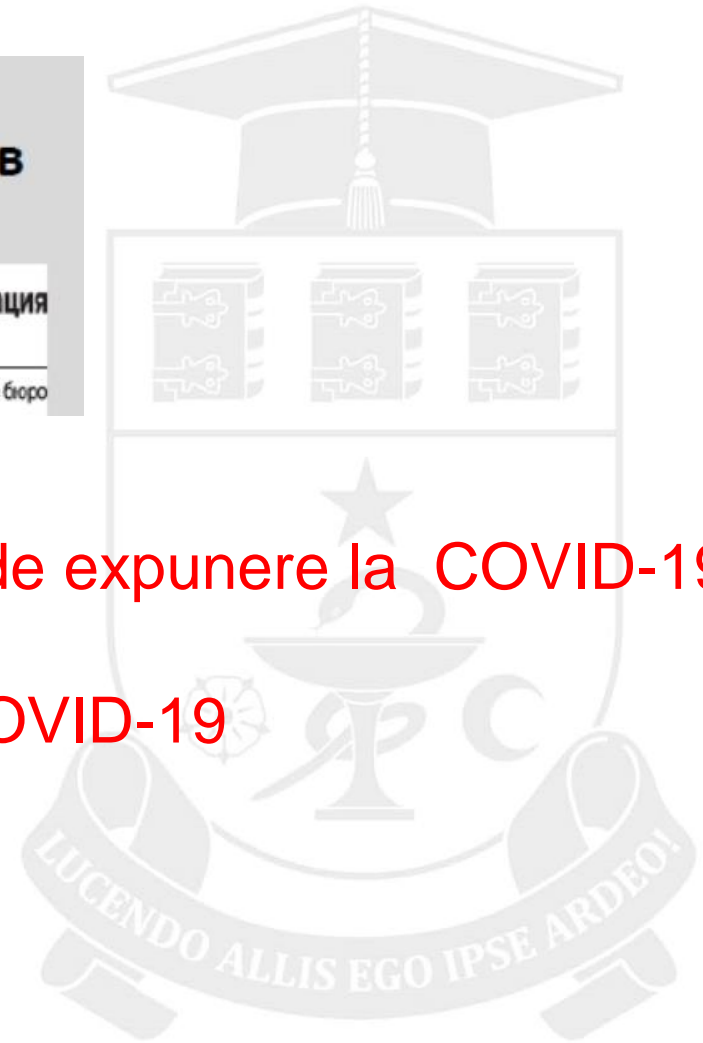 в
ация
бюро
de expunere la COVID-19
OVID-19
LUCENDO ALLIS EGO IPSE ARDEO!